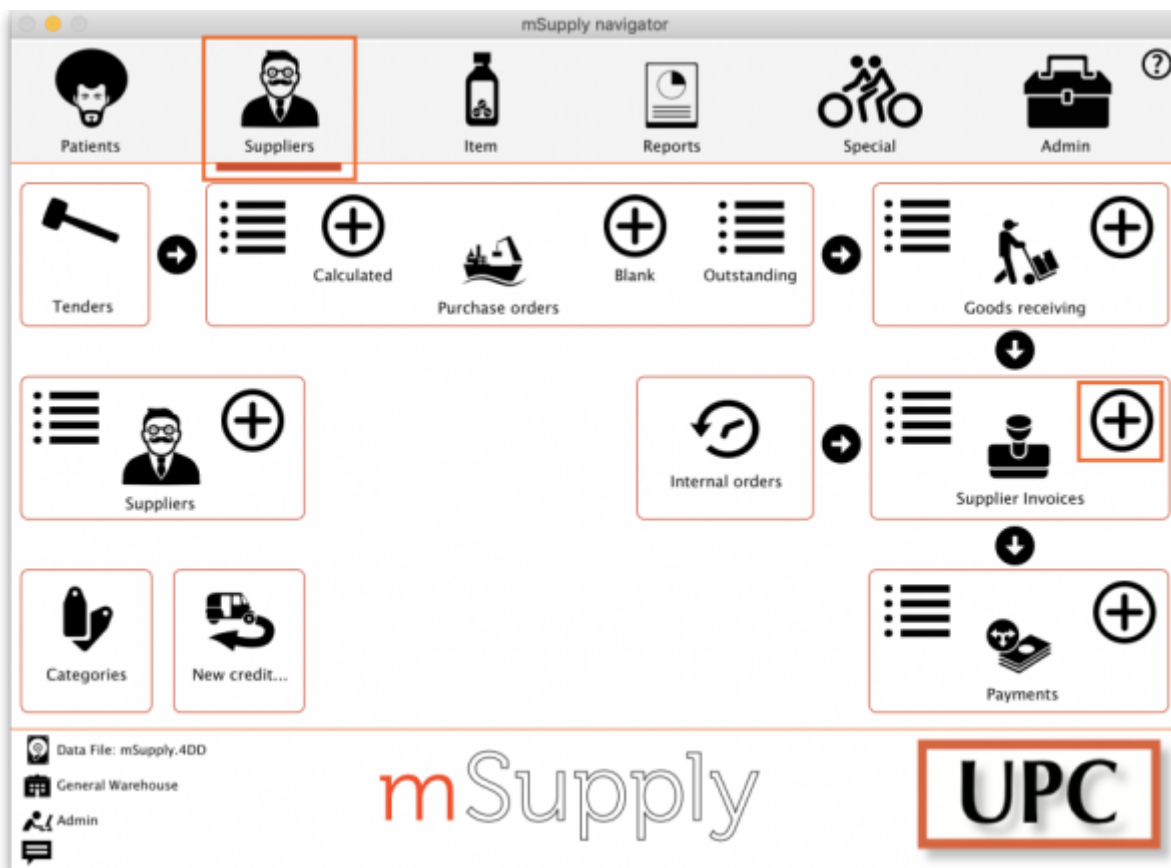 mSupply navigator
?
Patients
Suppliers
Item
Reports
Special
Admin
Tenders
Calculated
Blank
Outstanding
Purchase orders
Goods receiving
Suppliers
Internal orders
Supplier Invoices
Categories
New credit...
Payments
Data File: mSupply.4DD
General Warehouse
Admin
mSupply
UPC